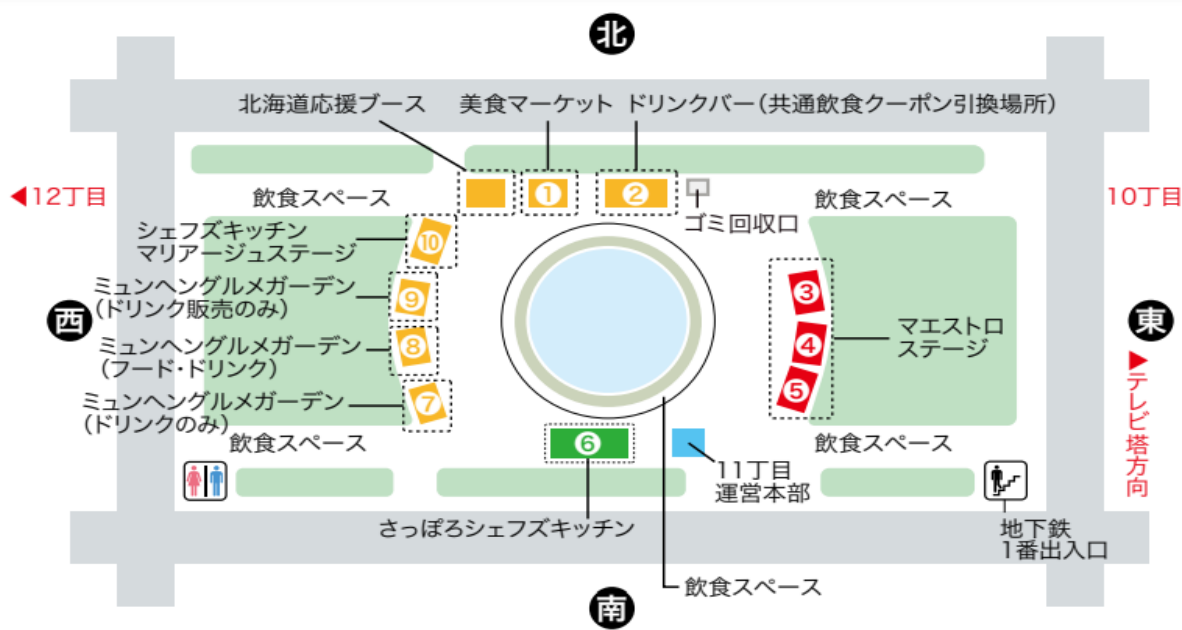 北
北海道応援ブース
美食マーケット
ドリンクバー(共通飲食クーポン引換場所)
◀12丁目
飲食スペース
❶
❷
ゴミ回収口
飲食スペース
10丁目
シェフズキッチン
マリアージュステージ
❿
ミュンヘングルメガーデン
(ドリンク販売のみ)
❾
❸
西
東
ミュンヘングルメガーデン
(フード・ドリンク)
❽
❹
マエストロ
ステージ
▶テレビ塔方向
ミュンヘングルメガーデン
(ドリンクのみ)
❼
❺
飲食スペース
❻
11丁目
運営本部
飲食スペース
さっぽろシェフズキッチン
地下鉄
1番出入口
飲食スペース
南